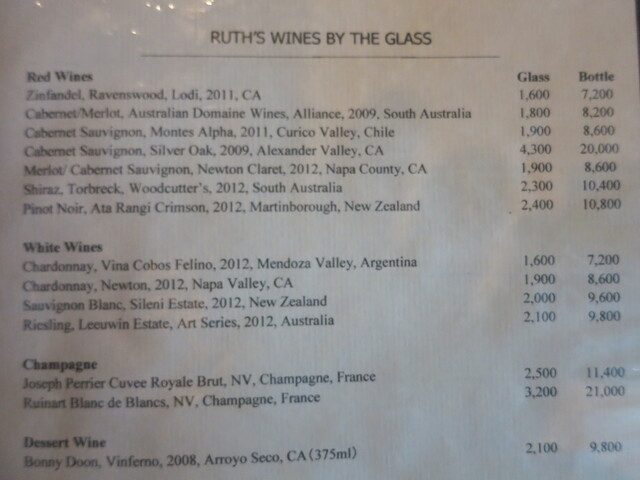 RUTH'S WINES BY THE GLASS
Red Wines Glass Bottle
Zinfandel, Ravenswood, Lodi, 2011, CA 1,600 7,200
Cabernet/Merlot, Australian Domaine Wines, Alliance, 2009, South Australia 1,800 8,200
Cabernet Sauvignon, Montes Alpha, 2011, Curico Valley, Chile 1,900 8,600
Cabernet Sauvignon, Silver Oak, 2009, Alexander Valley, CA 4,300 20,000
Merlot/ Cabernet Sauvignon, Newton Claret, 2012, Napa County, CA 1,900 8,600
Shiraz, Torbreck, Woodcutter's, 2012, South Australia 2,300 10,400
Pinot Noir, Ata Rangi Crimson, 2012, Martinborough, New Zealand 2,400 10,800
White Wines
Chardonnay, Vina Cobos Felino, 2012, Mendoza Valley, Argentina 1,600 7,200
Chardonnay, Newton, 2012, Napa Valley, CA 1,900 8,600
Sauvignon Blanc, Sileni Estate, 2012, New Zealand 2,000 9,600
Riesling, Leeuwin Estate, Art Series, 2012, Australia 2,100 9,800
Champagne
Joseph Perrier Cuvee Royale Brut, NV, Champagne, France 2,500 11,400
Ruinart Blanc de Blancs, NV, Champagne, France 3,200 21,000
Dessert Wine
Bonny Doon, Vinferno, 2008, Arroyo Seco, CA (375ml) 2,100 9,800